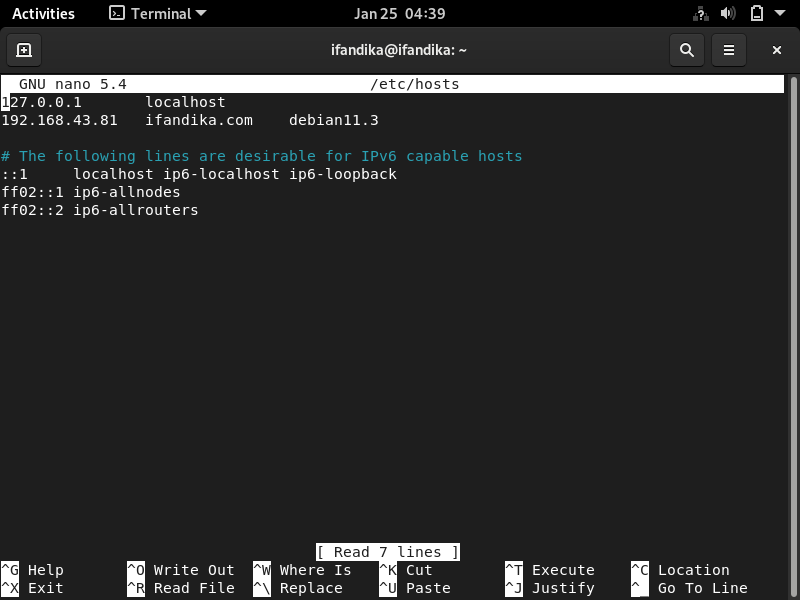 Activities Terminal Jan 25 04:39
ifandika@ifandika: ~
GNU nano 5.4 /etc/hosts
127.0.0.1 localhost
192.168.43.81 ifandika.com debian11.3
# The following lines are desirable for IPv6 capable hosts
::1 localhost ip6-localhost ip6-loopback
ff02::1 ip6-allnodes
ff02::2 ip6-allrouters
[ Read 7 lines ]
^G Help ^O Write Out ^W Where Is ^K Cut ^T Execute ^C Location
^X Exit ^R Read File ^\ Replace ^U Paste ^J Justify ^_ Go To Line